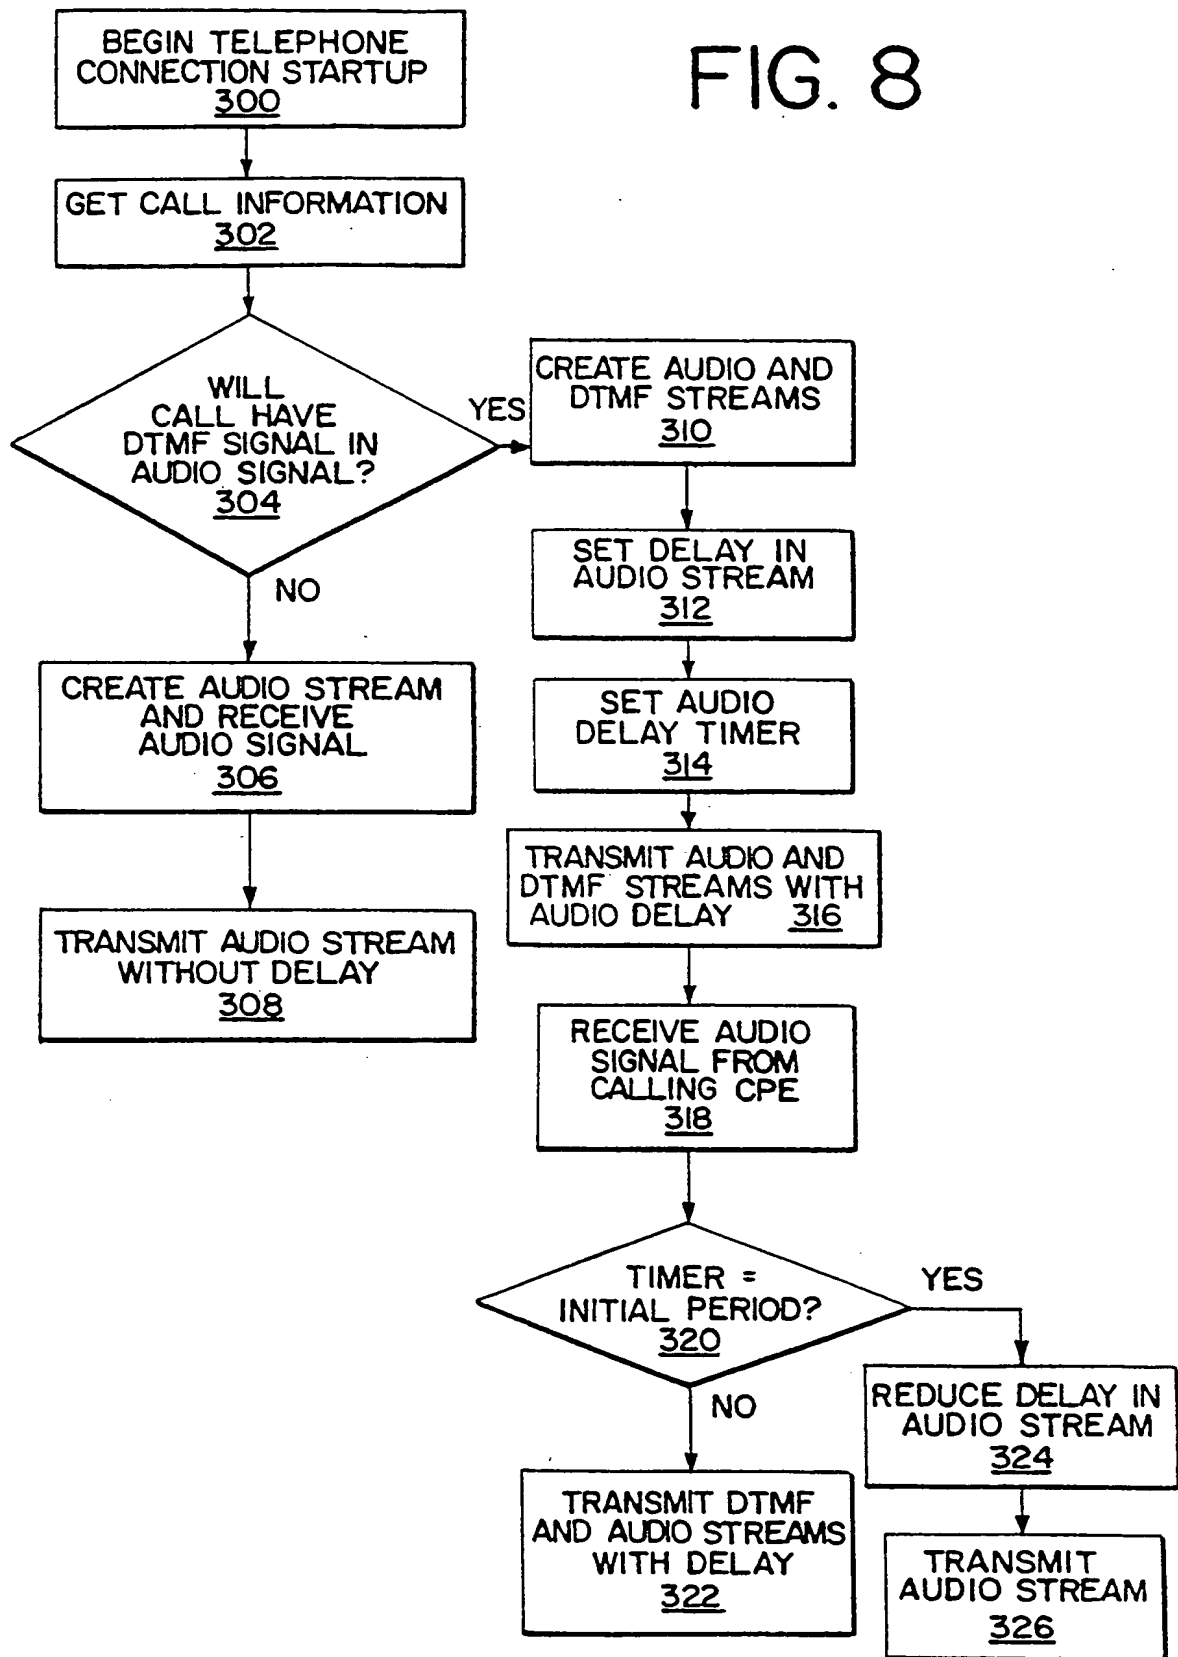 FIG. 8
BEGIN TELEPHONE
CONNECTION STARTUP
300
GET CALL INFORMATION
302
WILL
CALL HAVE
DTMF SIGNAL IN
AUDIO SIGNAL?
304
YES
NO
CREATE AUDIO STREAM
AND RECEIVE
AUDIO SIGNAL
306
TRANSMIT AUDIO STREAM
WITHOUT DELAY
308
CREATE AUDIO AND
DTMF STREAMS
310
SET DELAY IN
AUDIO STREAM
312
SET AUDIO
DELAY TIMER
314
TRANSMIT AUDIO AND
DTMF STREAMS WITH
AUDIO DELAY 316
RECEIVE AUDIO
SIGNAL FROM
CALLING CPE
318
TIMER =
INITIAL PERIOD?
320
YES
NO
TRANSMIT DTMF
AND AUDIO STREAMS
WITH DELAY
322
REDUCE DELAY IN
AUDIO STREAM
324
TRANSMIT
AUDIO STREAM
326